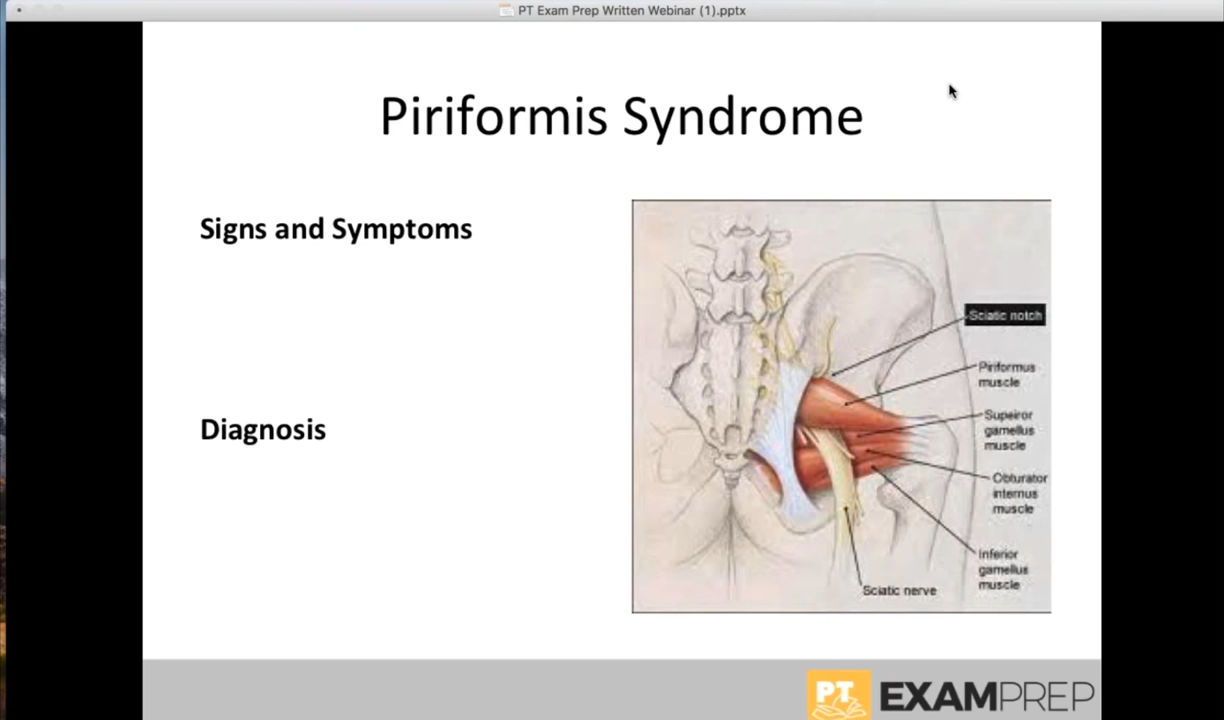 PT Exam Prep Written Webinar (1).pptx
Piriformis Syndrome
Signs and Symptoms
Diagnosis
Sciatic notch
Piriformus
muscle
Supeiror
gamellus
muscle
Obturator
internus
muscle
Inferior
gamellus
muscle
Sciatic nerve
PT EXAMPREP